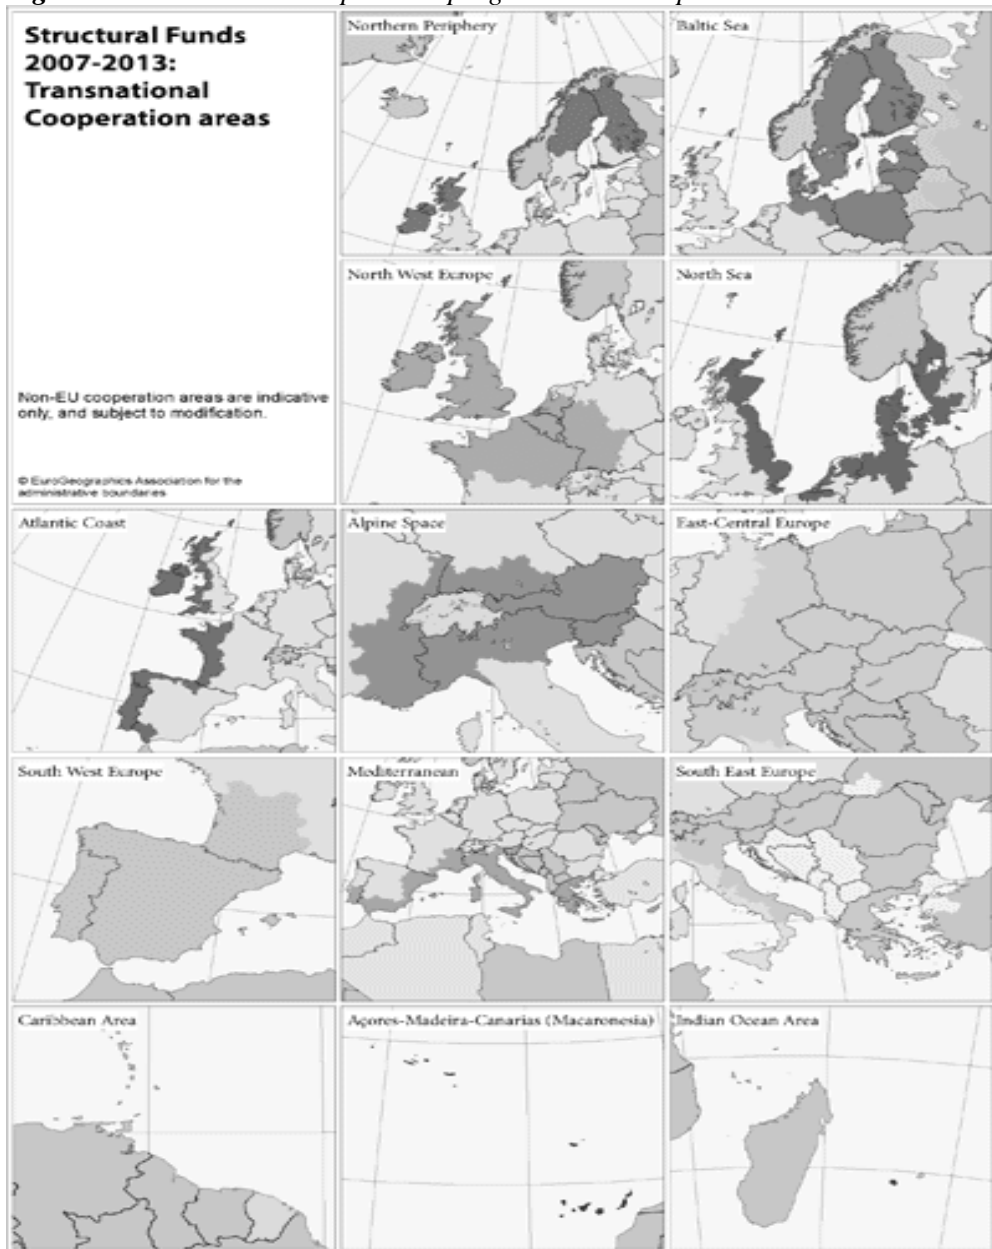 Structural Funds
2007-2013:
Transnational
Cooperation areas
Non-EU cooperation areas are indicative
only, and subject to modification.
© EuroGeographics Association for the
administrative boundaries
Northern Periphery
Baltic Sea
North West Europe
North Sea
Atlantic Coast
Alpine Space
East-Central Europe
South West Europe
Mediterranean
South East Europe
Caribbean Area
Açores-Madeira-Canarias (Macaronesia)
Indian Ocean Area